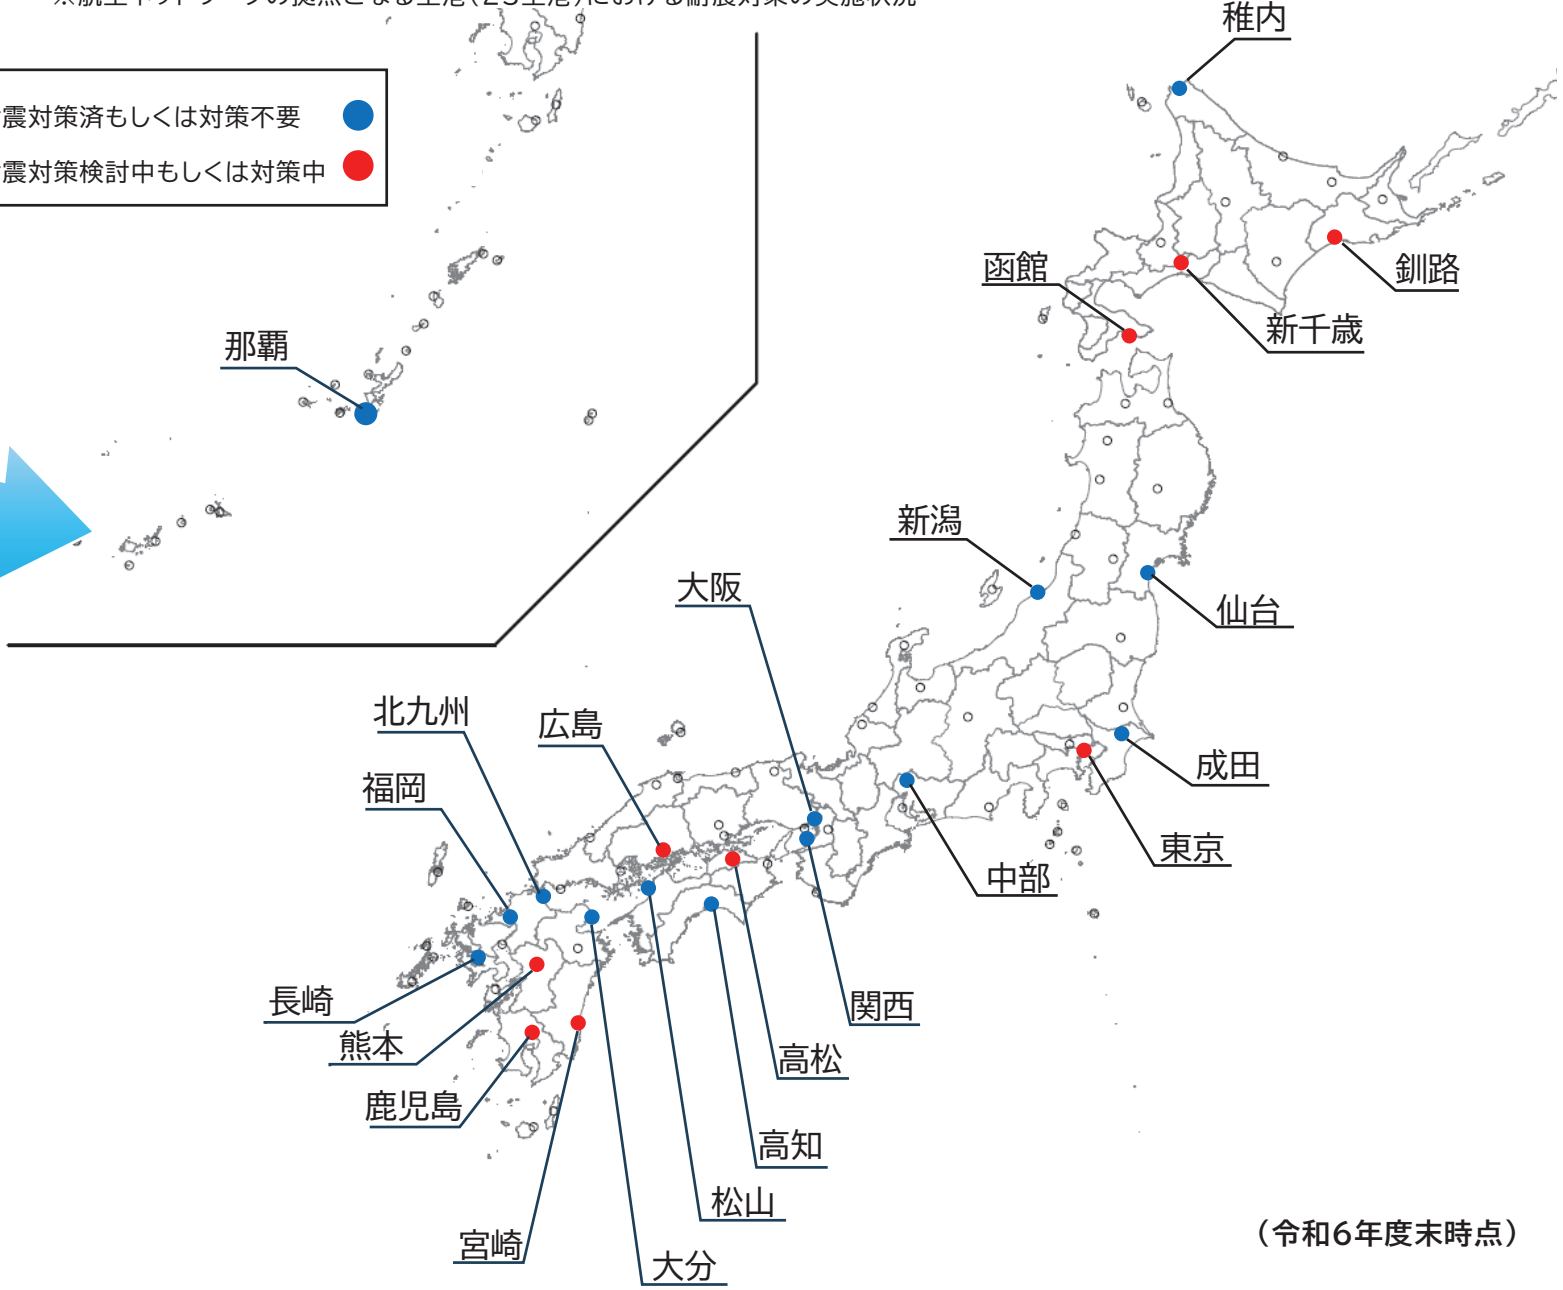 震対策済もしくは対策不要
震対策検討中もしくは対策中
稚内
函館
釧路
新千歳
那覇
新潟
仙台
大阪
北九州
広島
福岡
成田
東京
中部
長崎
熊本
関西
高松
鹿児島
高知
松山
宮崎
大分
（令和6年度末時点）